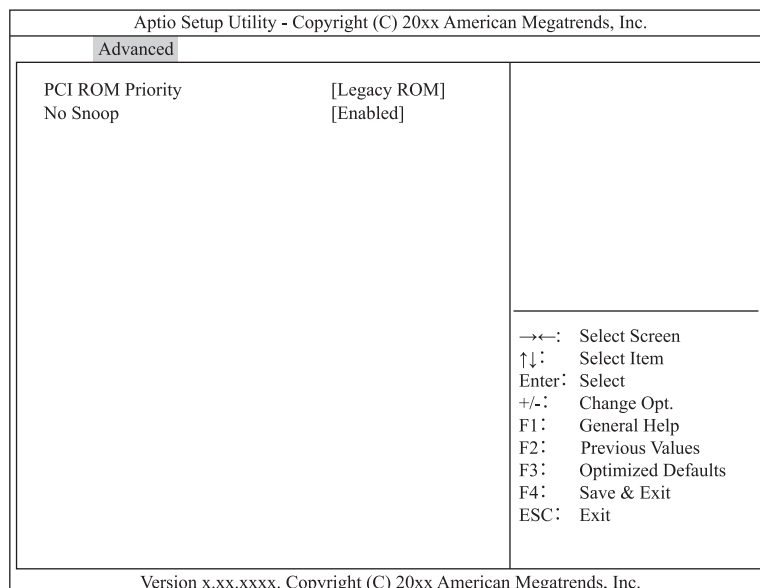 Aptio Setup Utility - Copyright (C) 20xx American Megatrends, Inc.
Advanced
PCI ROM Priority [Legacy ROM]
No Snoop [Enabled]
→←: Select Screen
↑↓: Select Item
Enter: Select
+/-: Change Opt.
F1: General Help
F2: Previous Values
F3: Optimized Defaults
F4: Save & Exit
ESC: Exit
Version x.xx.xxxx. Copyright (C) 20xx American Megatrends, Inc.